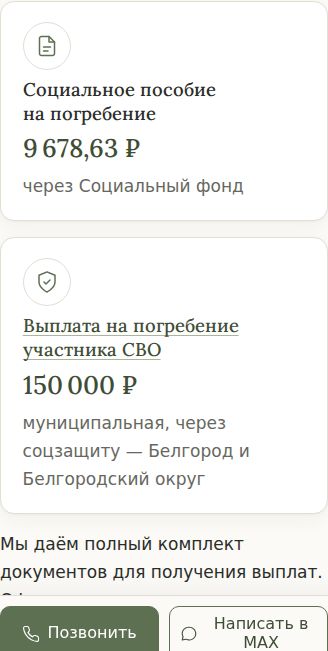 Социальное пособие
на погребение
9 678,63 ₽
через Социальный фонд
Выплата на погребение
участника СВО
150 000 ₽
муниципальная, через
соцзащиту — Белгород и
Белгородский округ
Мы даём полный комплект
документов для получения выплат.
Позвонить
Написать в
MAX